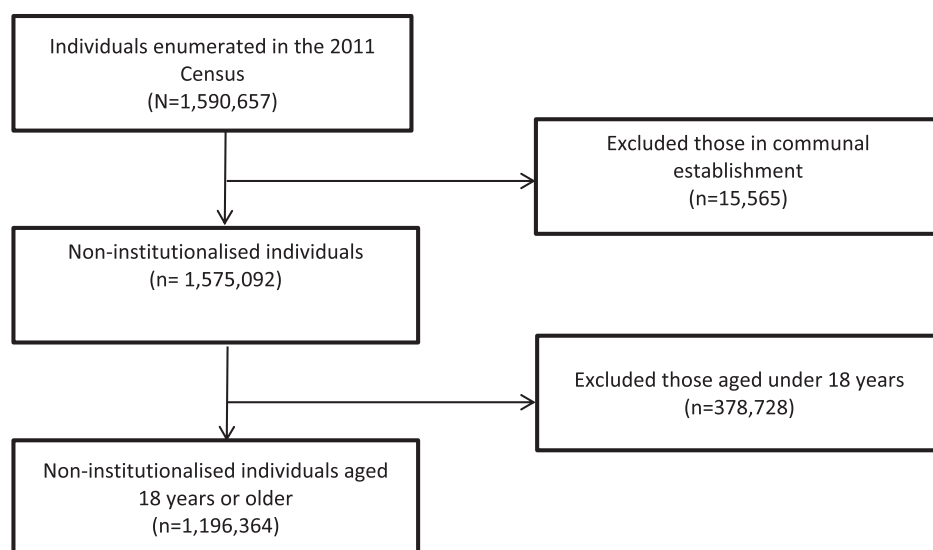 Individuals enumerated in the 2011
Census
(N=1,590,657)
Excluded those in communal
establishment
(n=15,565)
Non-institutionalised individuals
(n= 1,575,092)
Excluded those aged under 18 years
(n=378,728)
Non-institutionalised individuals aged
18 years or older
(n=1,196,364)